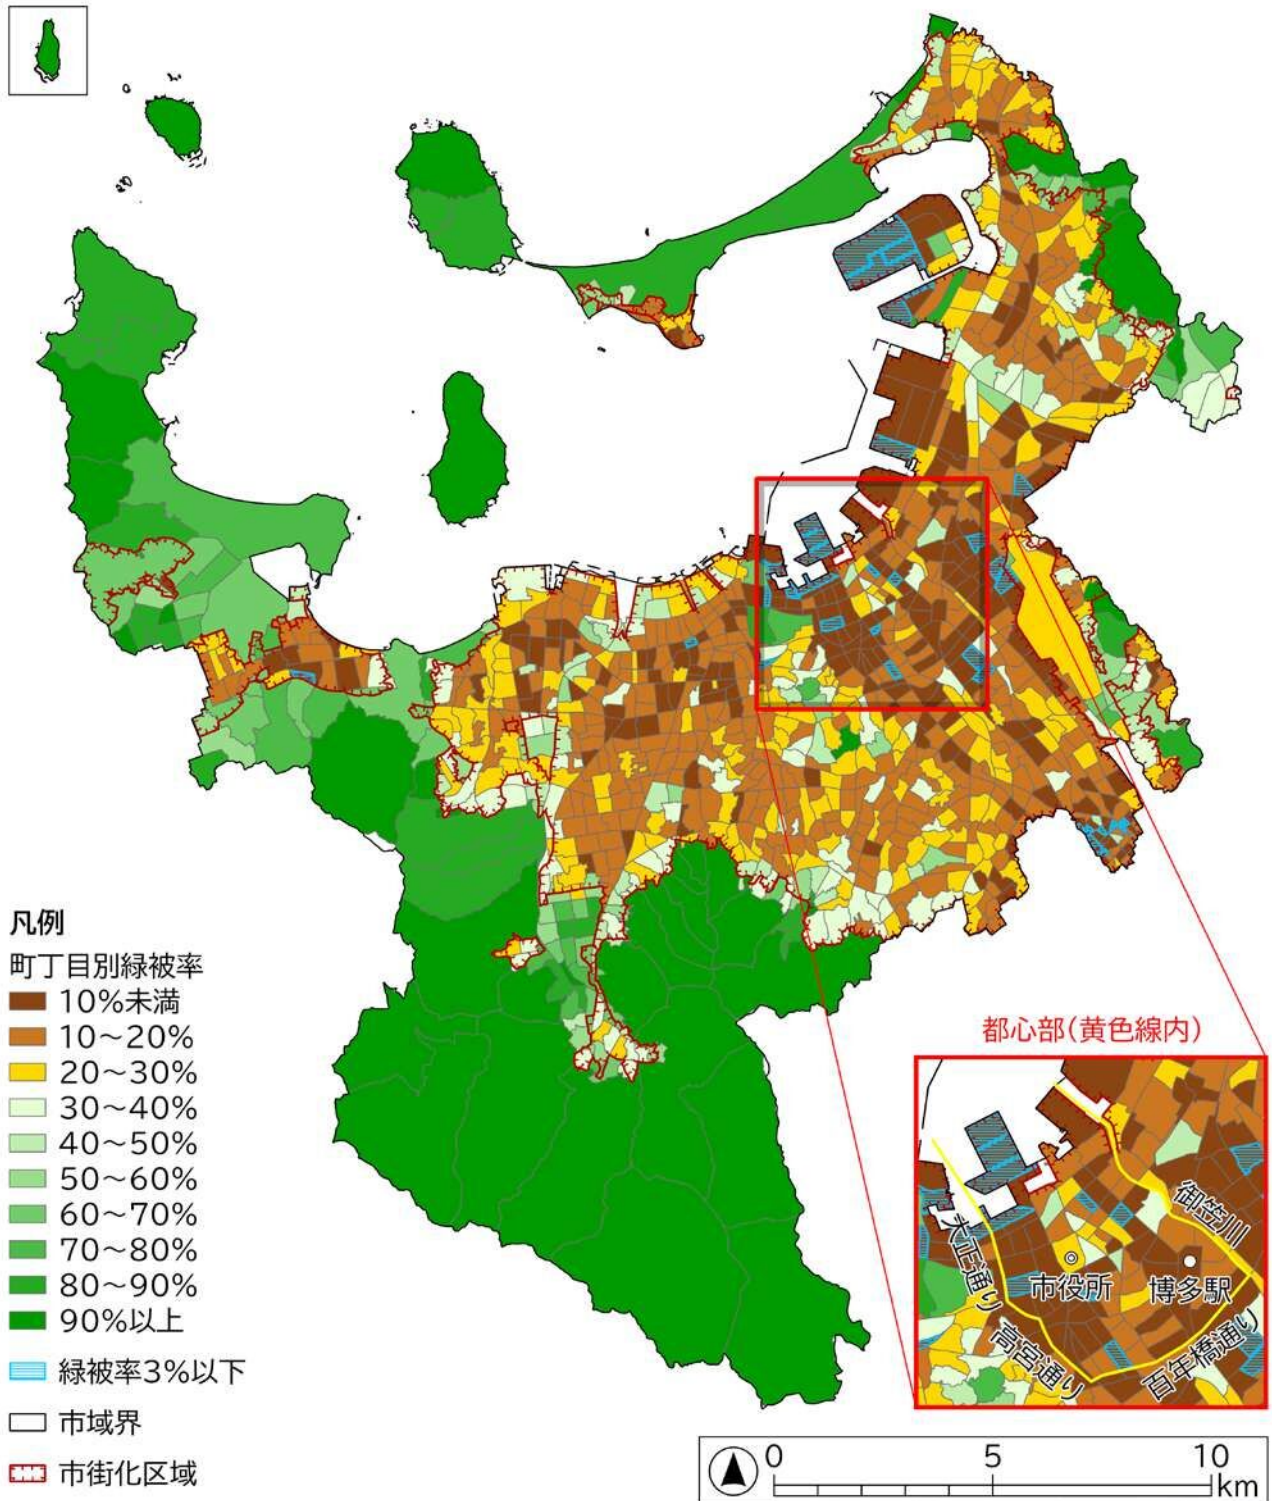 凡例
町丁目別緑被率
10%未満
10～20%
20～30%
30～40%
40～50%
50～60%
60～70%
70～80%
80～90%
90%以上
緑被率3%以下
市域界
市街化区域
都心部(黄色線内)
御笠川
大正通り
市役所
博多駅
高宮通り
百年橋通り
0 5 10
km